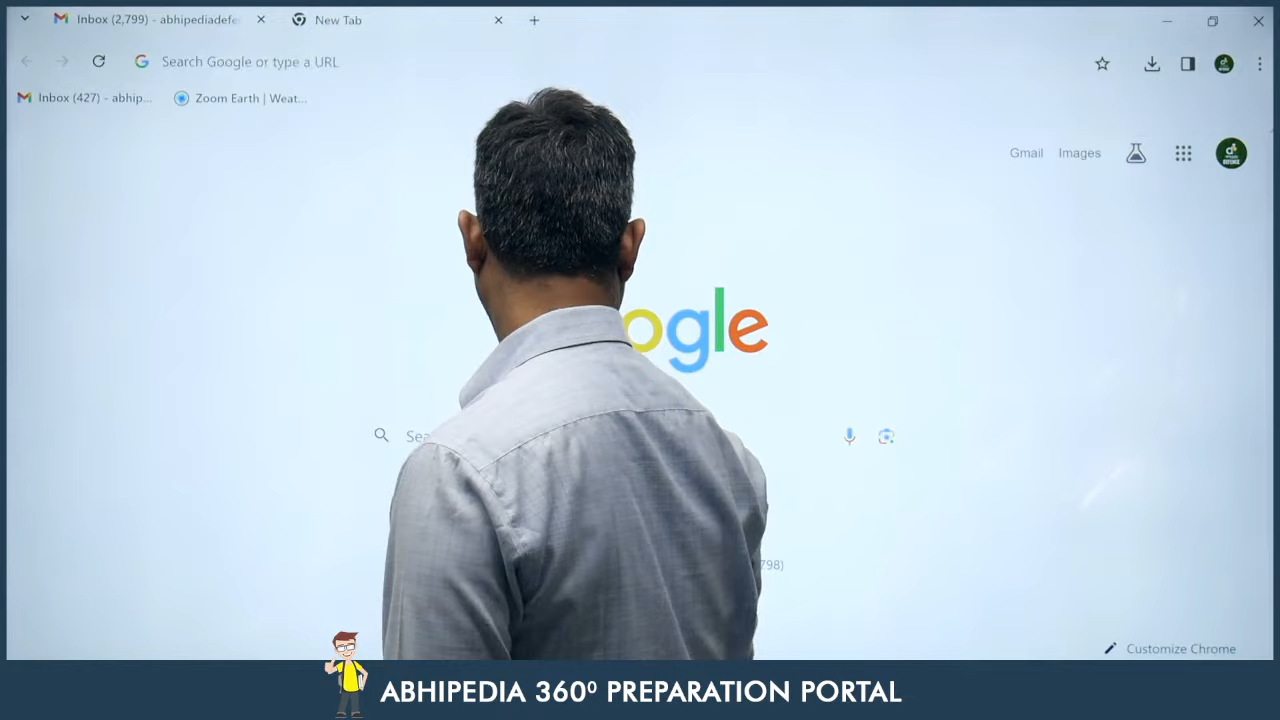 Inbox (2,799) - abhipediadefe
New Tab
Search Google or type a URL
Inbox (427) - abhip...
Zoom Earth | Weat...
Gmail Images
DEFENSE
ogle
Sea
798)
Customize Chrome
ABHIPEDIA 360⁰ PREPARATION PORTAL